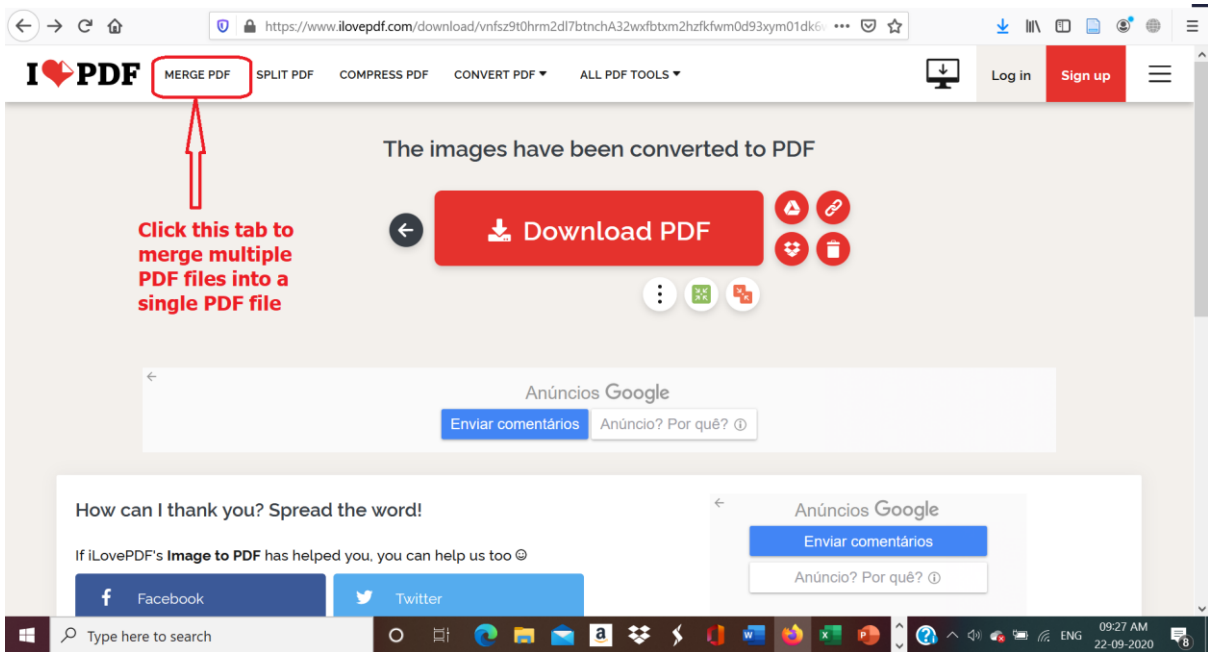 https://www.ilovepdf.com/download/vnfsz9t0hrm2dl7btnchA32wxfbtxm2hzfkfwm0d93xym01dk6
I PDF MERGE PDF SPLIT PDF COMPRESS PDF CONVERT PDF ALL PDF TOOLS Log in Sign up
The images have been converted to PDF
Download PDF
Click this tab to
merge multiple
PDF files into a
single PDF file
Anúncios Google
Enviar comentários Anúncio? Por quê?
How can I thank you? Spread the word!
If iLovePDF's Image to PDF has helped you, you can help us too
Facebook Twitter
Anúncios Google
Enviar comentários
Anúncio? Por quê?
Type here to search
ENG
09:27 AM
22-09-2020
8